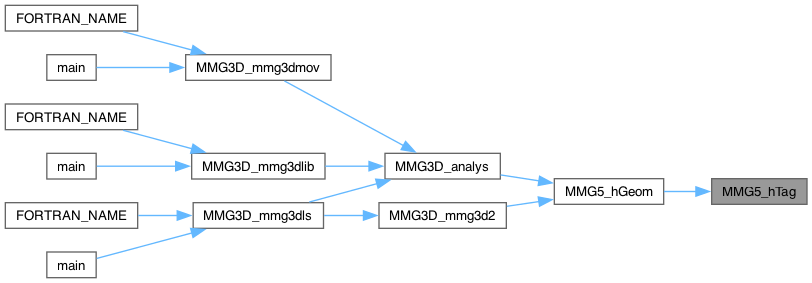 FORTRAN_NAME
main
MMG3D_mmg3dmov
FORTRAN_NAME
main
MMG3D_mmg3dlib
MMG3D_analys
MMG5_hGeom
MMG5_hTag
FORTRAN_NAME
MMG3D_mmg3dls
MMG3D_mmg3d2
main